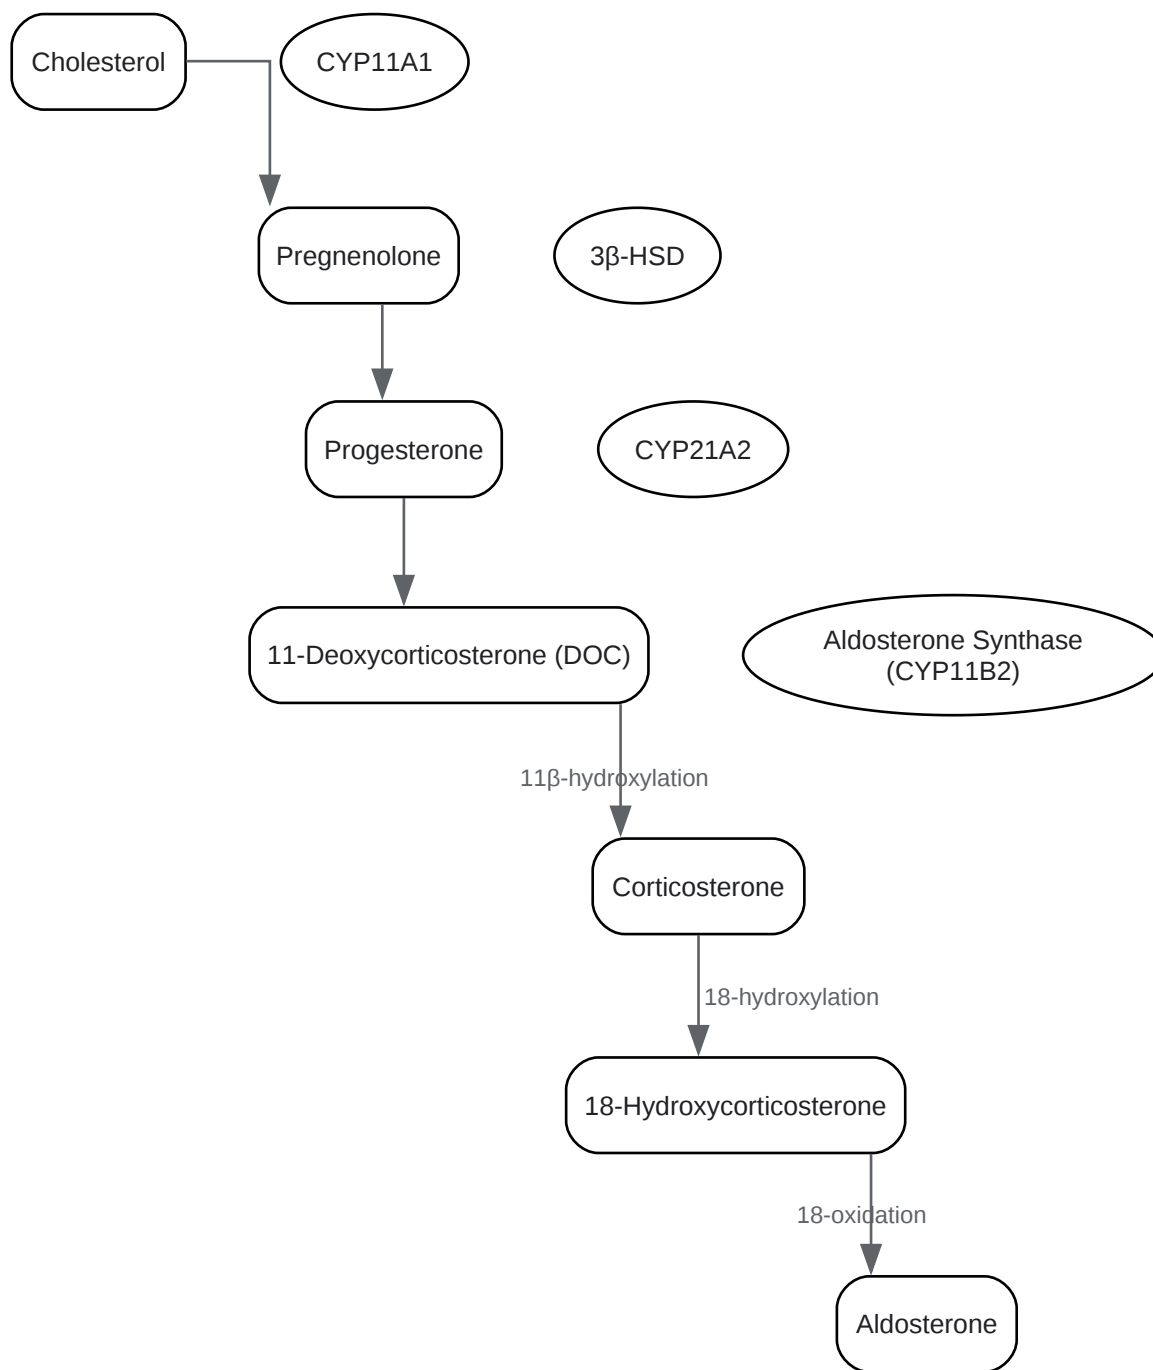 Cholesterol
CYP11A1
Pregnenolone
3β-HSD
Progesterone
CYP21A2
11-Deoxycorticosterone (DOC)
Aldosterone Synthase
(CYP11B2)
11β-hydroxylation
Corticosterone
18-hydroxylation
18-Hydroxycorticosterone
18-oxidation
Aldosterone